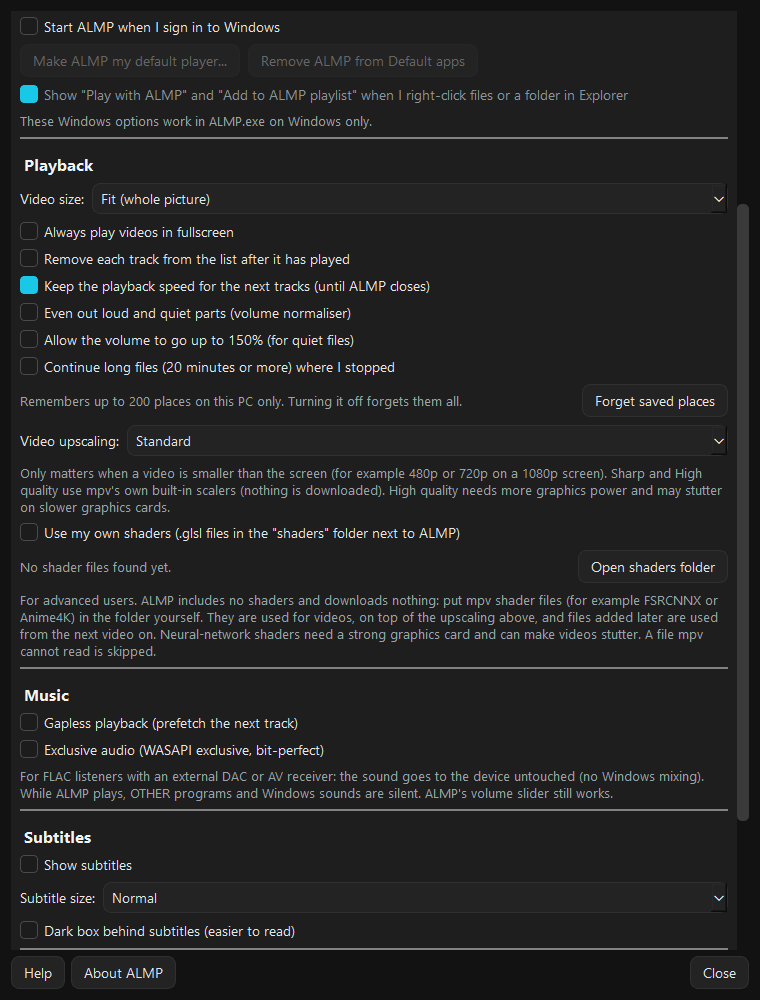 Start ALMP when I sign in to Windows
Make ALMP my default player...
Remove ALMP from Default apps
Show "Play with ALMP" and "Add to ALMP playlist" when I right-click files or a folder in Explorer
These Windows options work in ALMP.exe on Windows only.
Playback
Video size: Fit (whole picture)
Always play videos in fullscreen
Remove each track from the list after it has played
Keep the playback speed for the next tracks (until ALMP closes)
Even out loud and quiet parts (volume normaliser)
Allow the volume to go up to 150% (for quiet files)
Continue long files (20 minutes or more) where I stopped
Remembers up to 200 places on this PC only. Turning it off forgets them all.
Forget saved places
Video upscaling: Standard
Only matters when a video is smaller than the screen (for example 480p or 720p on a 1080p screen). Sharp and High
quality use mpv's own built-in scalers (nothing is downloaded). High quality needs more graphics power and may stutter
on slower graphics cards.
Use my own shaders (.glsl files in the "shaders" folder next to ALMP)
No shader files found yet.
Open shaders folder
For advanced users. ALMP includes no shaders and downloads nothing: put mpv shader files (for example FSRCNNX or
Anime4K) in the folder yourself. They are used for videos, on top of the upscaling above, and files added later are used
from the next video on. Neural-network shaders need a strong graphics card and can make videos stutter. A file mpv
cannot read is skipped.
Music
Gapless playback (prefetch the next track)
Exclusive audio (WASAPI exclusive, bit-perfect)
For FLAC listeners with an external DAC or AV receiver: the sound goes to the device untouched (no Windows mixing).
While ALMP plays, OTHER programs and Windows sounds are silent. ALMP's volume slider still works.
Subtitles
Show subtitles
Subtitle size: Normal
Dark box behind subtitles (easier to read)
Help
About ALMP
Close